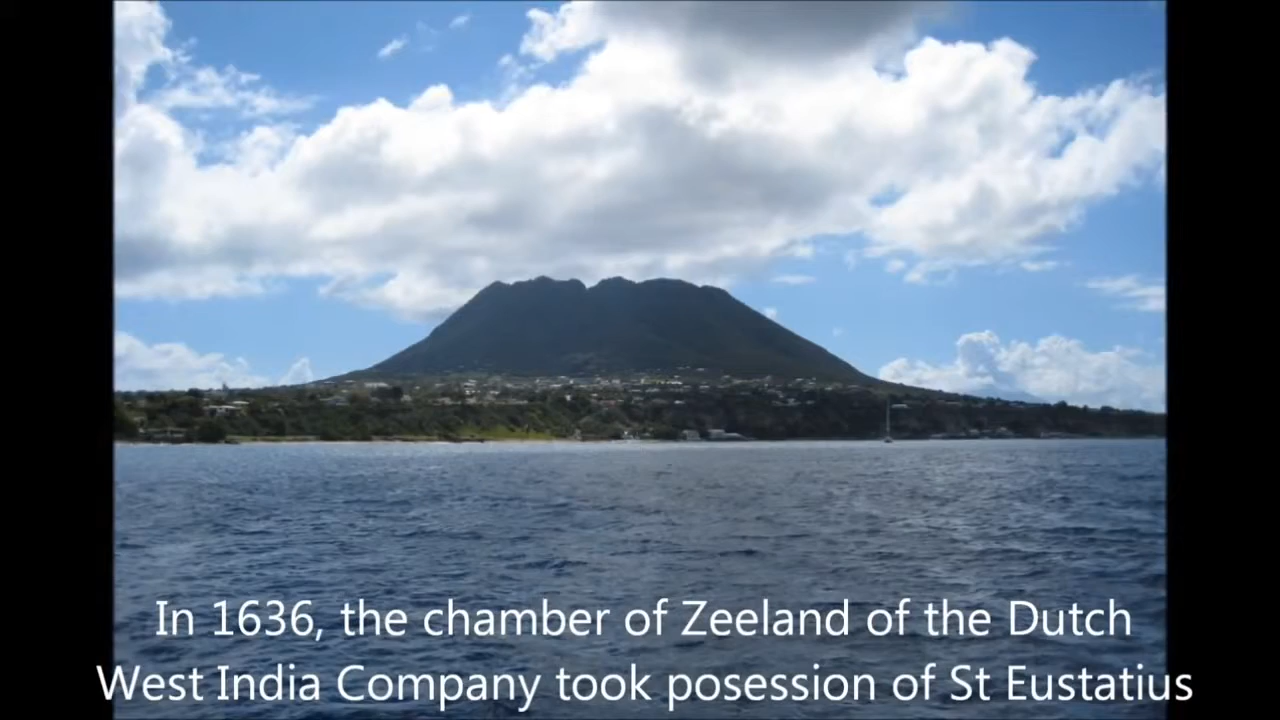 In 1636, the chamber of Zeeland of the Dutch
West India Company took posession of St Eustatius